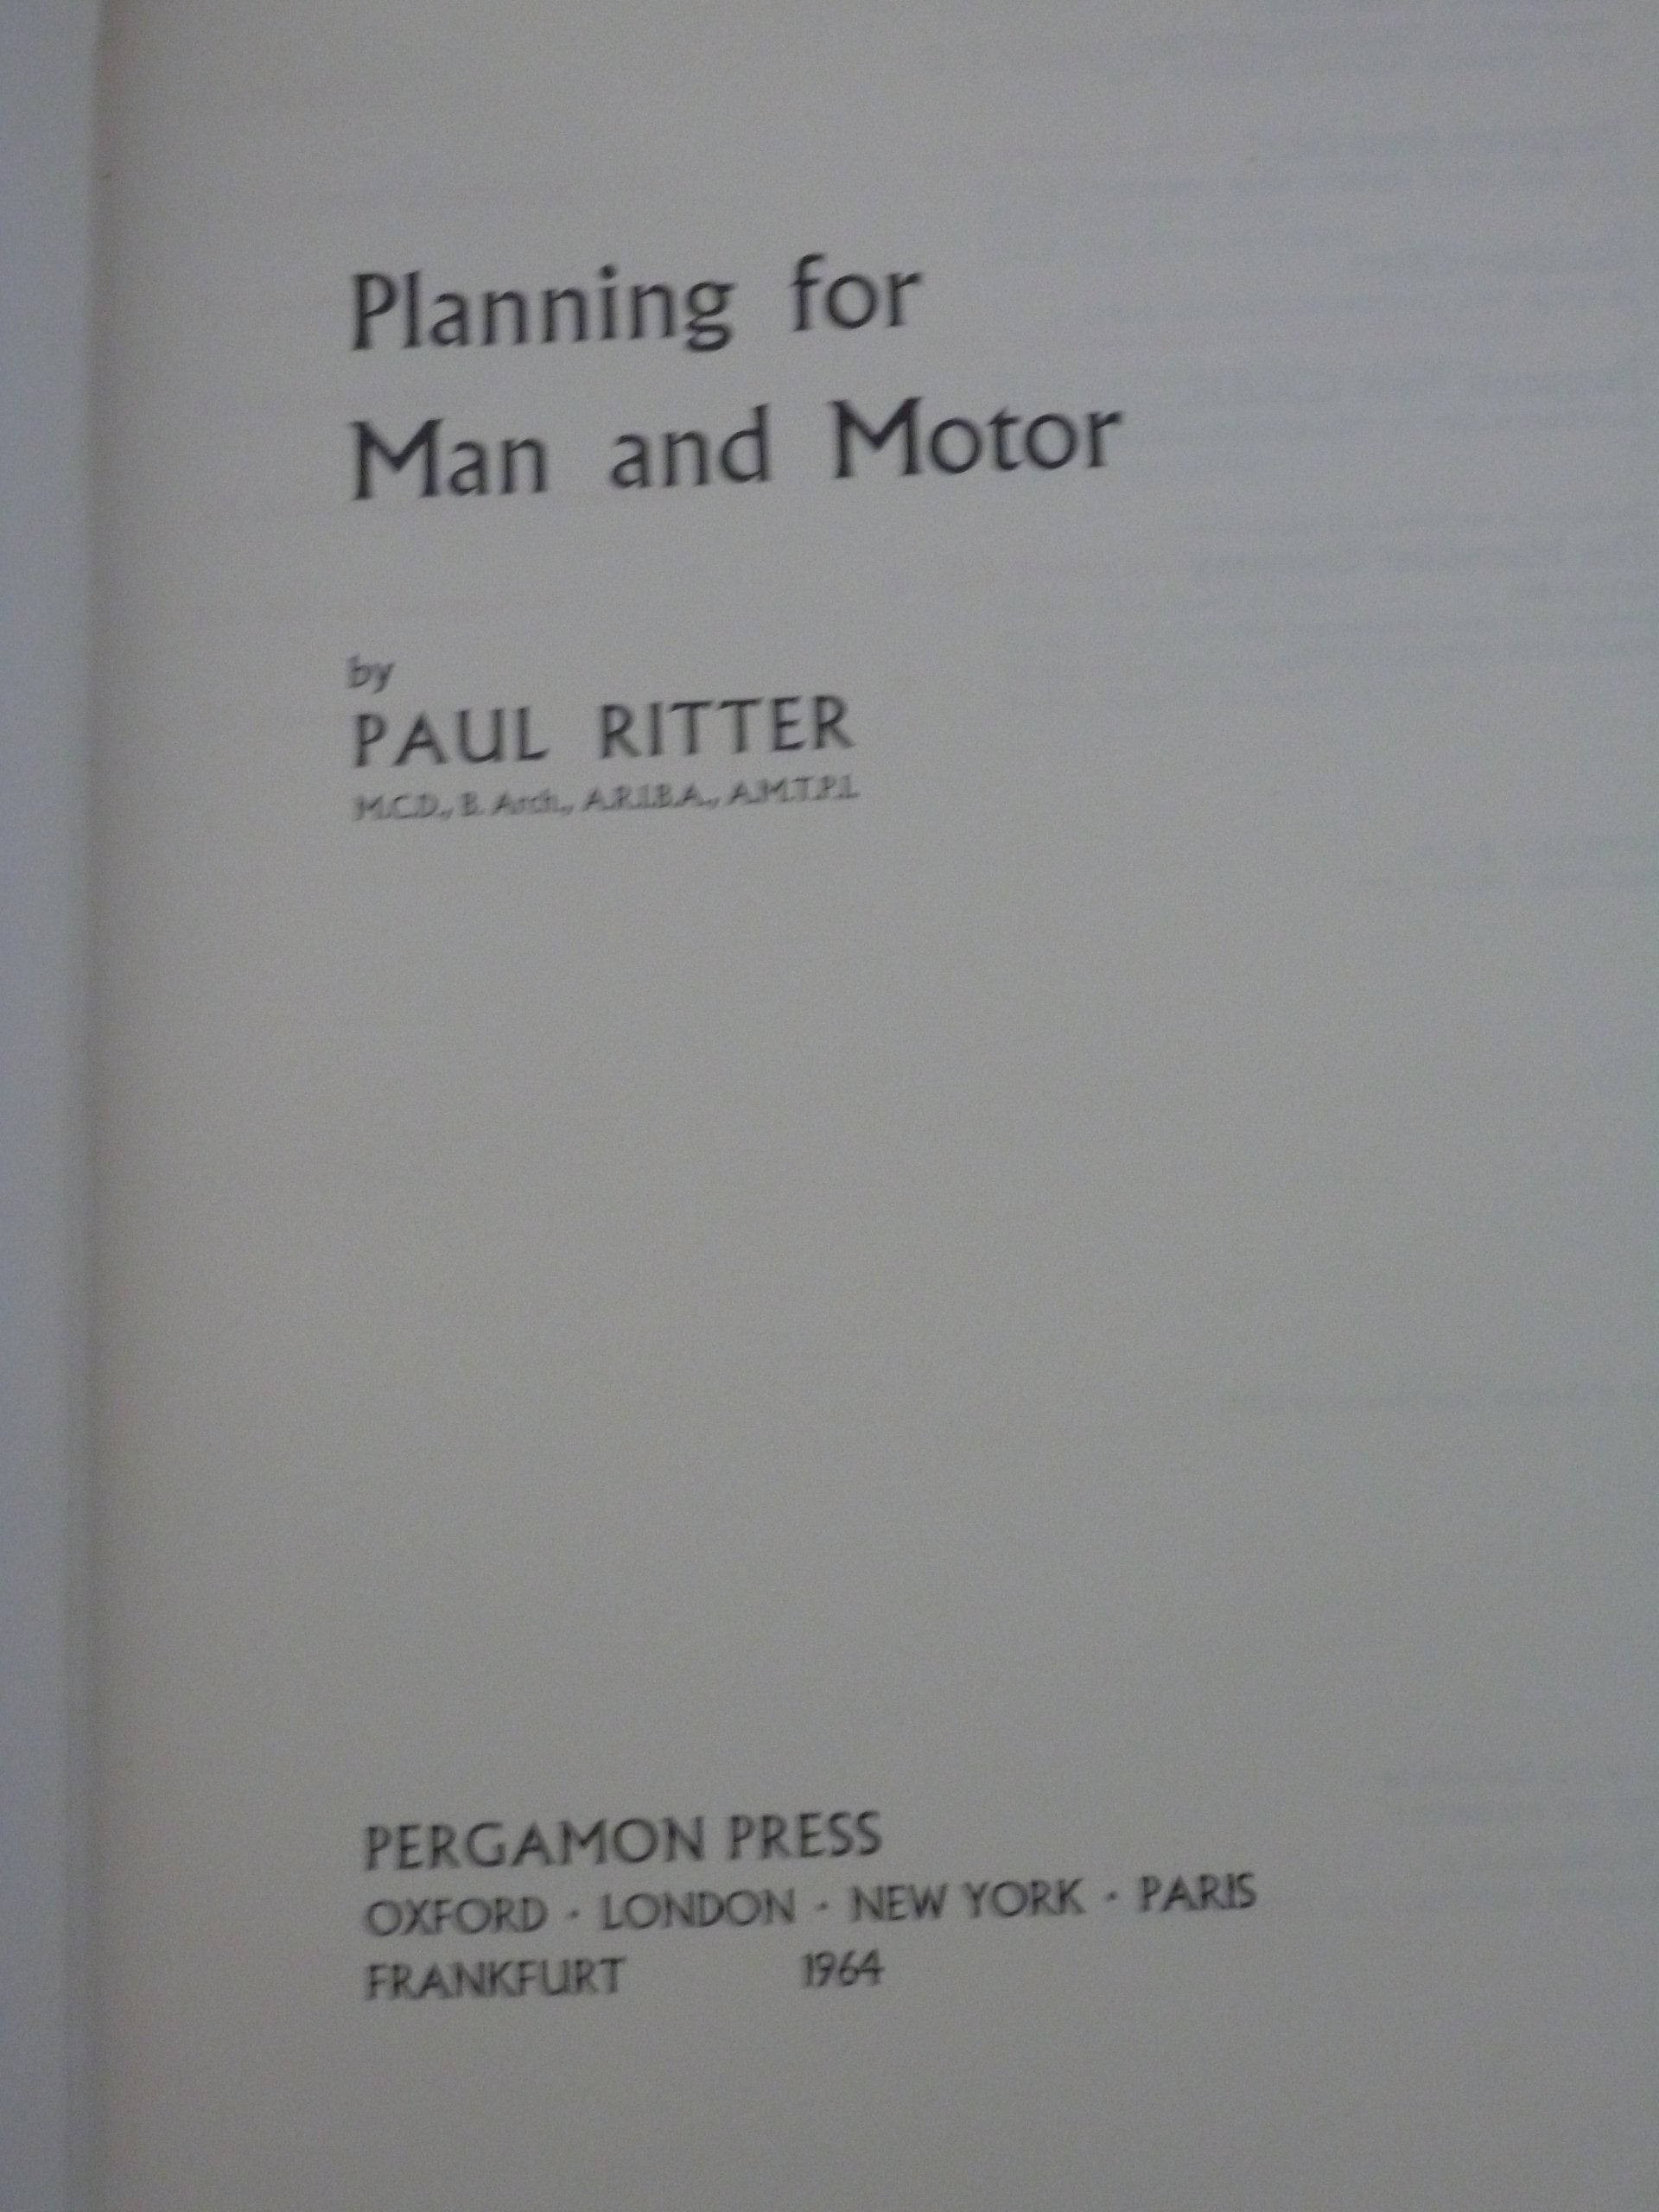 Planning for
Man and Motor
by
PAUL RITTER
M.C.D., B. Arch., A.R.I.B.A., A.M.T.P.I.
PERGAMON PRESS
OXFORD · LONDON · NEW YORK · PARIS
FRANKFURT 1964